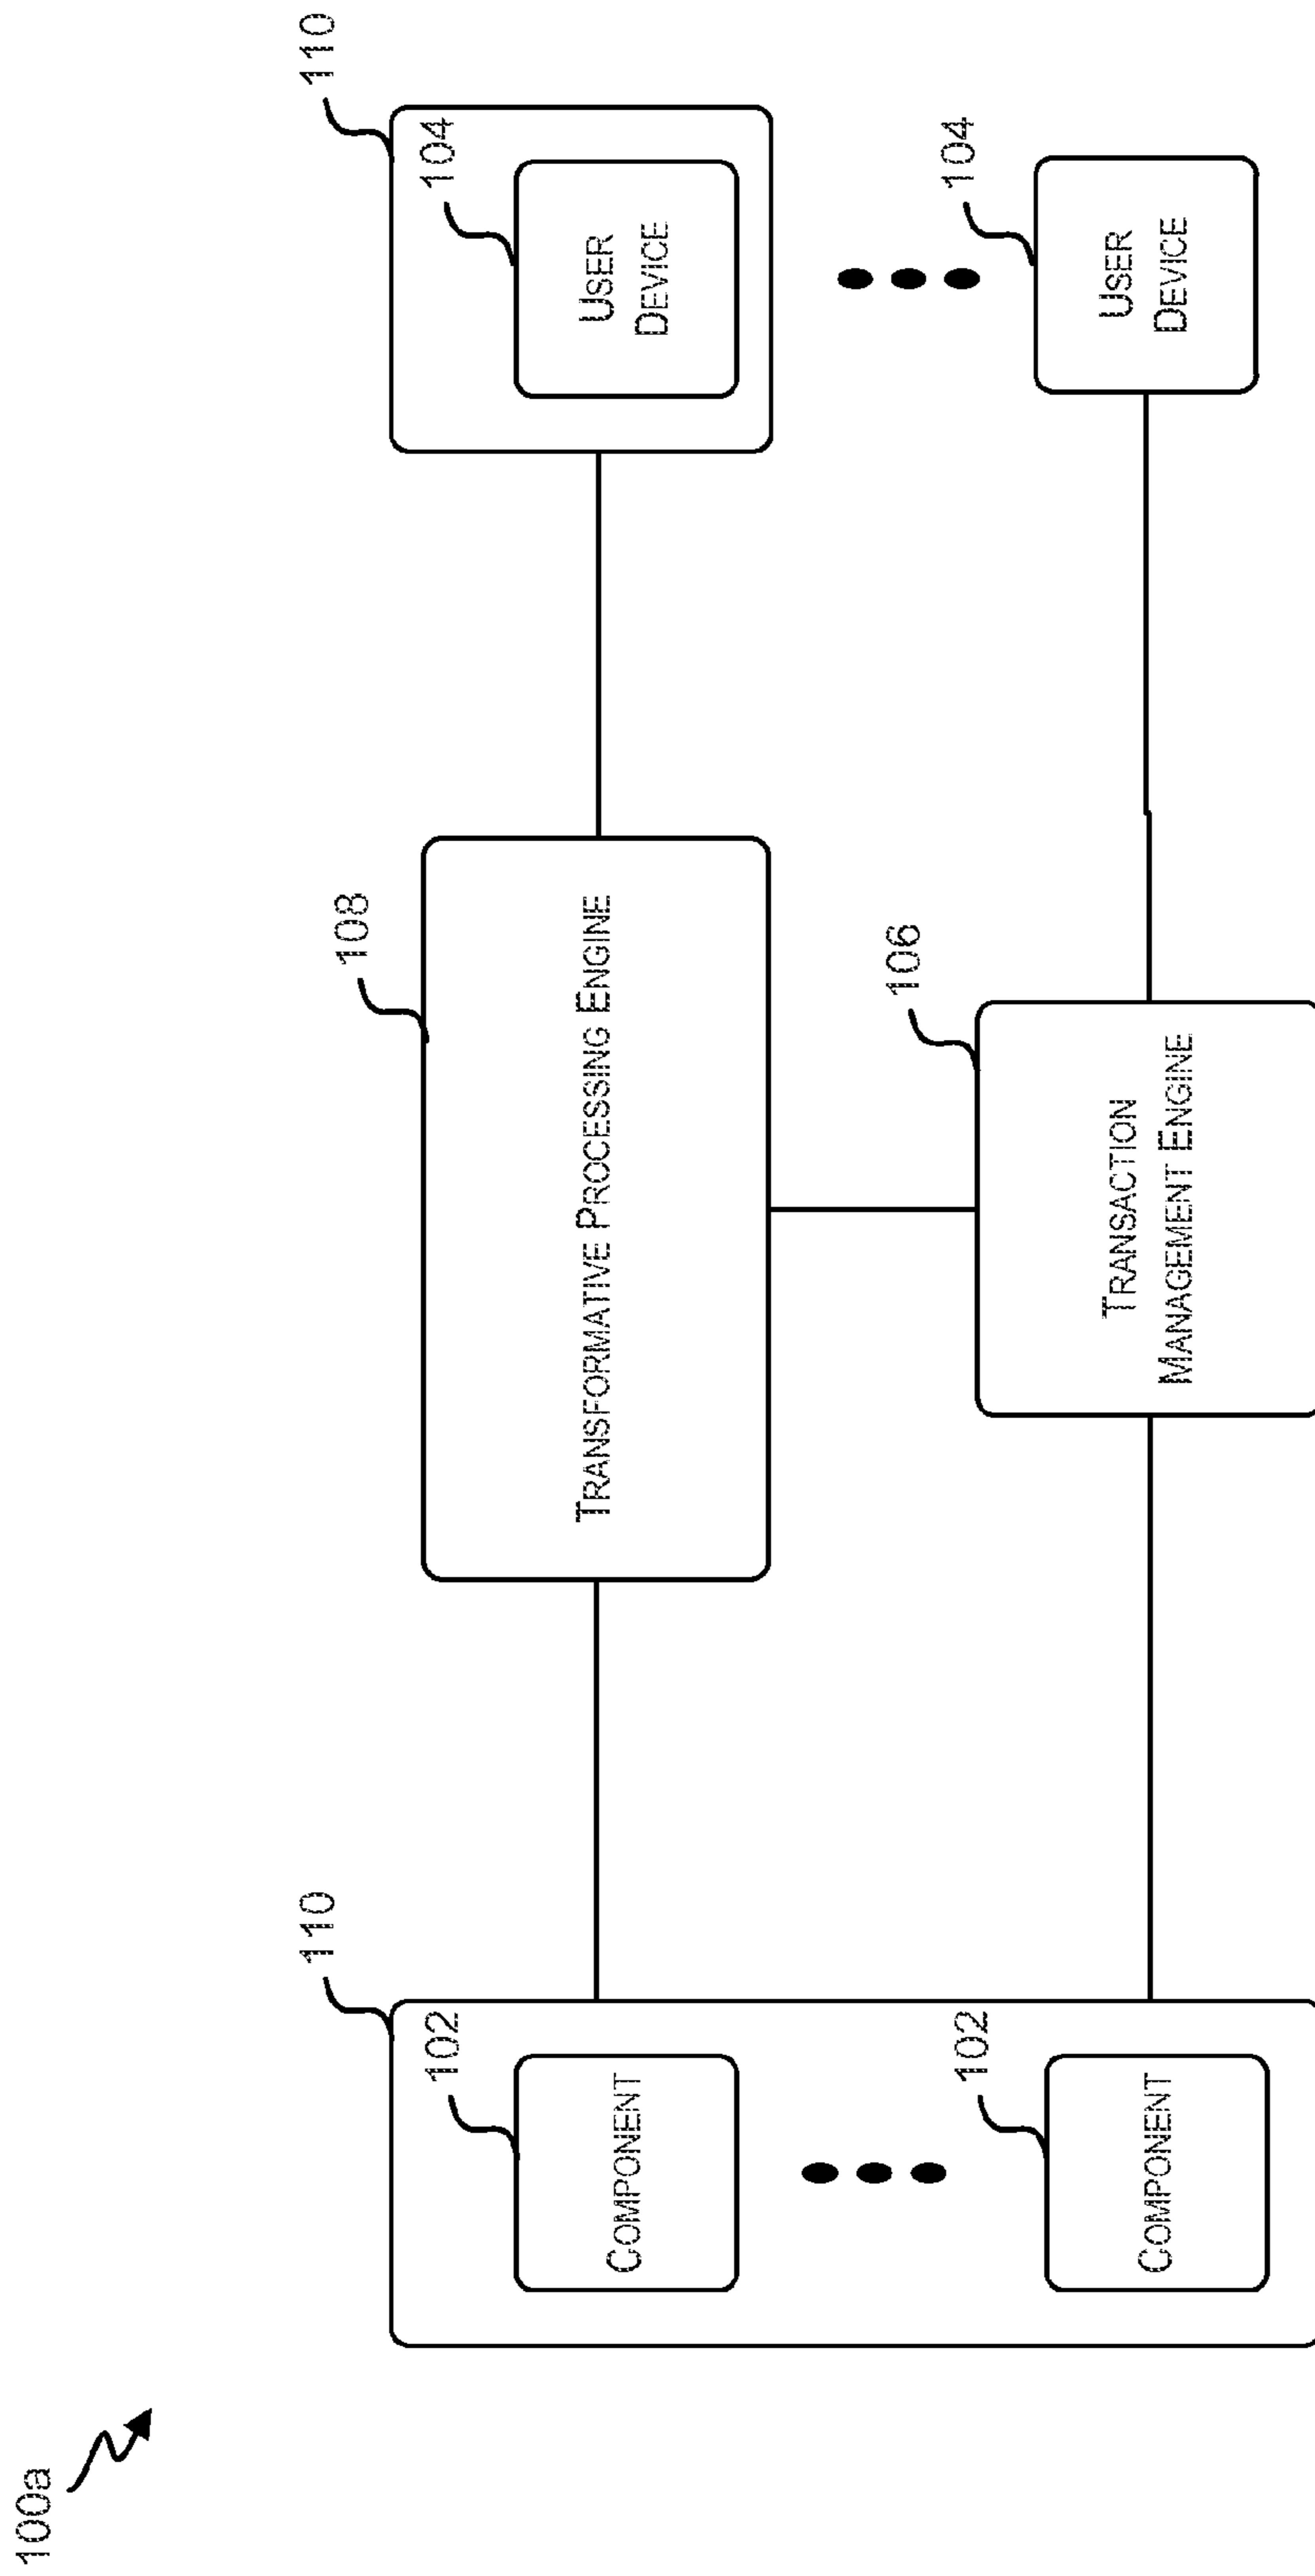 100a
110
102
COMPONENT
102
COMPONENT
108
TRANSFORMATIVE PROCESSING ENGINE
106
TRANSACTION
MANAGEMENT ENGINE
110
104
USER
DEVICE
104
USER
DEVICE